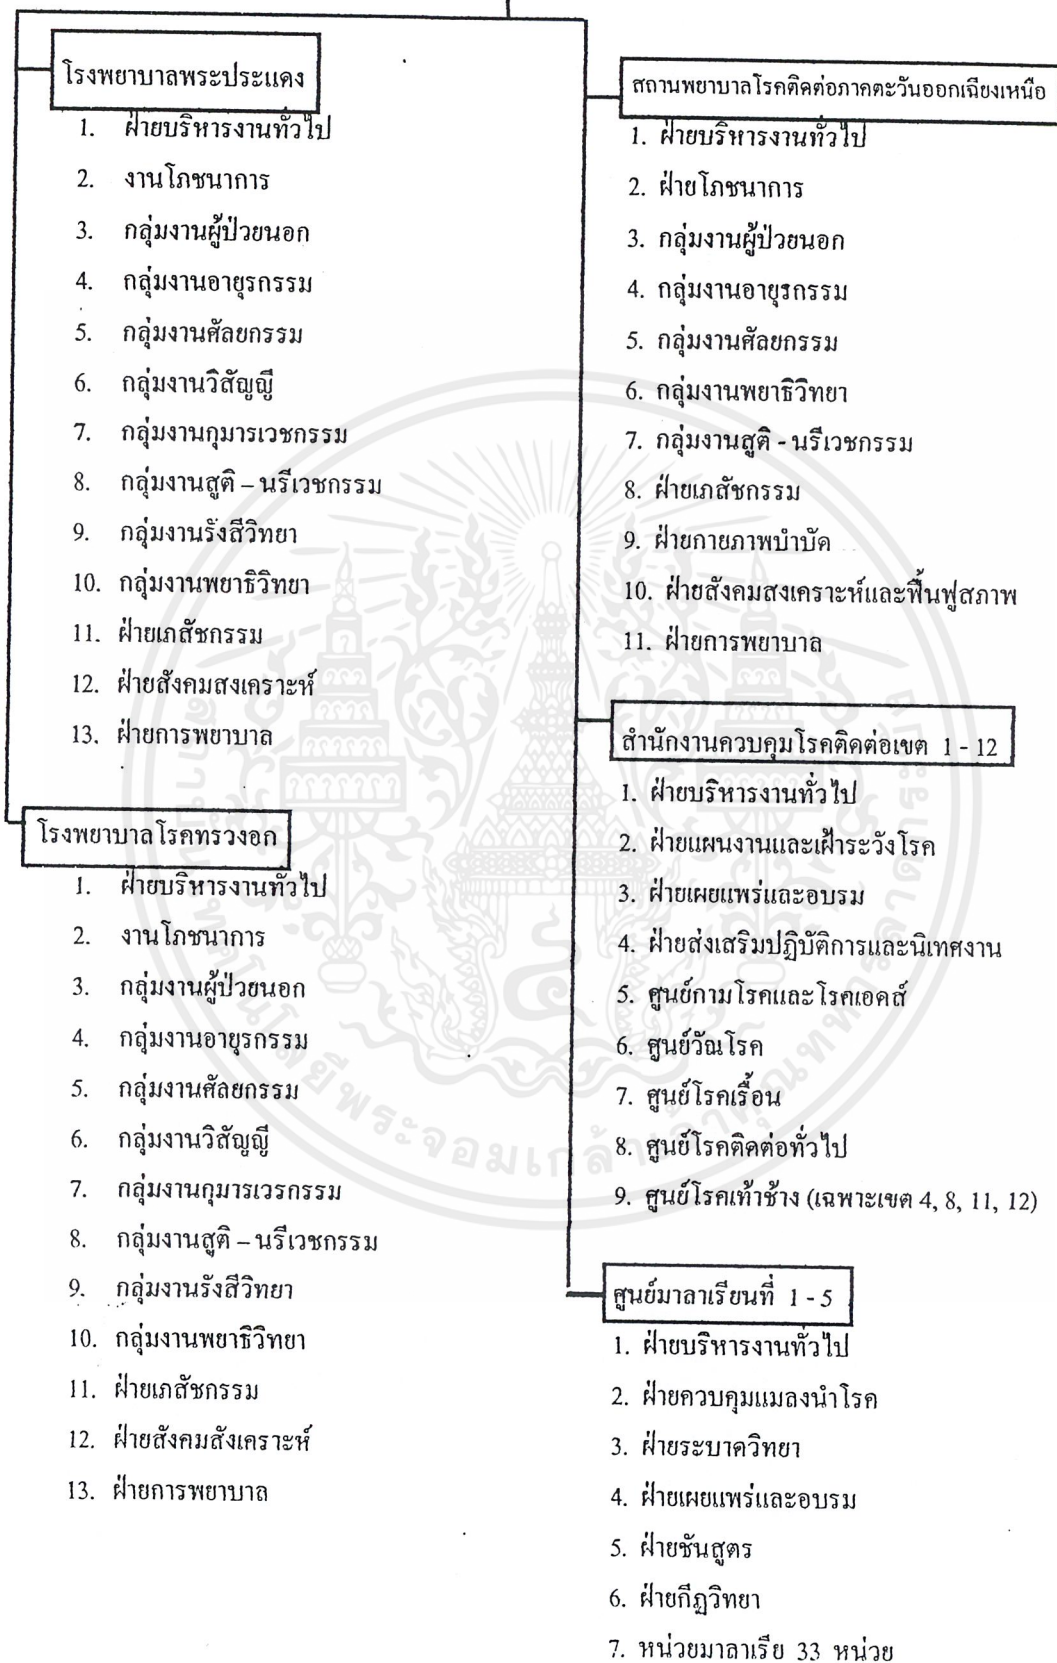 โรงพยาบาลพระประแดง
1. ฝ่ายบริหารงานทั่วไป
2. งานโภชนาการ
3. กลุ่มงานผู้ป่วยนอก
4. กลุ่มงานอายุรกรรม
5. กลุ่มงานศัลยกรรม
6. กลุ่มงานวิสัญญี
7. กลุ่มงานกุมารเวชกรรม
8. กลุ่มงานสูติ – นรีเวชกรรม
9. กลุ่มงานรังสีวิทยา
10. กลุ่มงานพยาธิวิทยา
11. ฝ่ายเภสัชกรรม
12. ฝ่ายสังคมสงเคราะห์
13. ฝ่ายการพยาบาล
โรงพยาบาลโรคทรวงอก
1. ฝ่ายบริหารงานทั่วไป
2. งานโภชนาการ
3. กลุ่มงานผู้ป่วยนอก
4. กลุ่มงานอายุรกรรม
5. กลุ่มงานศัลยกรรม
6. กลุ่มงานวิสัญญี
7. กลุ่มงานกุมารเวรกรรม
8. กลุ่มงานสูติ – นรีเวชกรรม
9. กลุ่มงานรังสีวิทยา
10. กลุ่มงานพยาธิวิทยา
11. ฝ่ายเภสัชกรรม
12. ฝ่ายสังคมสังเคราะห์
13. ฝ่ายการพยาบาล
สถานพยาบาลโรคติดต่อภาคตะวันออกเฉียงเหนือ
1. ฝ่ายบริหารงานทั่วไป
2. ฝ่ายโภชนาการ
3. กลุ่มงานผู้ป่วยนอก
4. กลุ่มงานอายุรกรรม
5. กลุ่มงานศัลยกรรม
6. กลุ่มงานพยาธิวิทยา
7. กลุ่มงานสูติ - นรีเวชกรรม
8. ฝ่ายเภสัชกรรม
9. ฝ่ายกายภาพบำบัด
10. ฝ่ายสังคมสงเคราะห์และฟื้นฟูสภาพ
11. ฝ่ายการพยาบาล
สำนักงานควบคุมโรคติดต่อเขต 1 - 12
1. ฝ่ายบริหารงานทั่วไป
2. ฝ่ายแผนงานและเฝ้าระวังโรค
3. ฝ่ายเผยแพร่และอบรม
4. ฝ่ายส่งเสริมปฏิบัติการและนิเทศงาน
5. ศูนย์กามโรคและโรคเอดส์
6. ศูนย์วัณโรค
7. ศูนย์โรคเรื้อน
8. ศูนย์โรคติดต่อทั่วไป
9. ศูนย์โรคเท้าช้าง (เฉพาะเขต 4, 8, 11, 12)
ศูนย์มาลาเรียนที่ 1 - 5
1. ฝ่ายบริหารงานทั่วไป
2. ฝ่ายควบคุมแมลงนำโรค
3. ฝ่ายระบาดวิทยา
4. ฝ่ายเผยแพร่และอบรม
5. ฝ่ายชันสูตร
6. ฝ่ายกีฏวิทยา
7. หน่วยมาลาเรีย 33 หน่วย
สถาบันเทคโนโลยีพระจอมเกล้าเจ้าคุณทหารลาดกระบัง